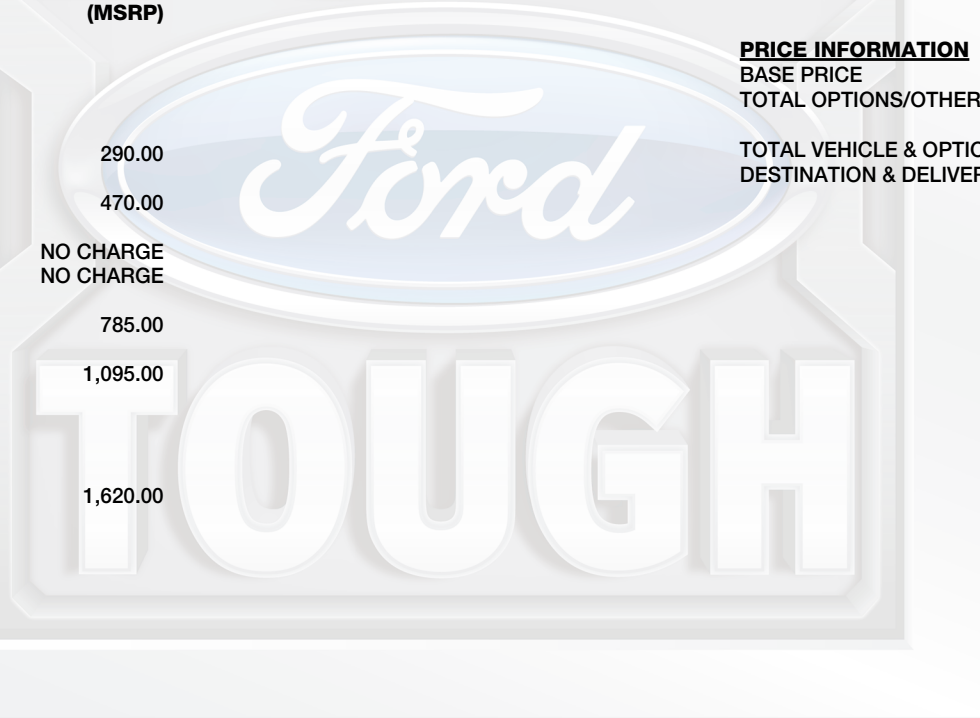 (MSRP)
290.00
470.00
NO CHARGE
NO CHARGE
785.00
1,095.00
1,620.00
PRICE INFORMATION
BASE PRICE
TOTAL OPTIONS/OTHER
TOTAL VEHICLE & OPTIO
DESTINATION & DELIVER
Ford
TOUGH